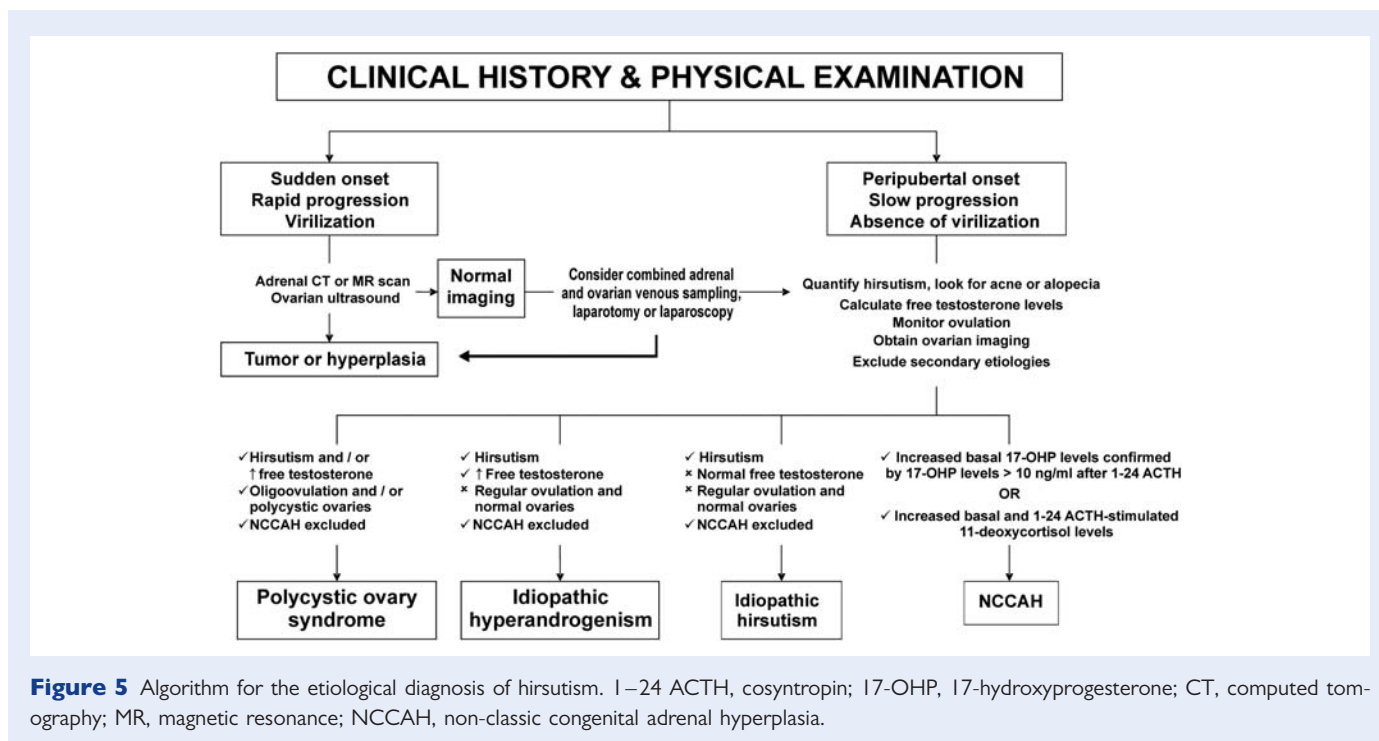 CLINICAL HISTORY & PHYSICAL EXAMINATION
Sudden onset
Rapid progression
Virilization
Peripubertal onset
Slow progression
Absence of virilization
Adrenal CT or MR scan
Ovarian ultrasound
Normal
imaging
Consider combined adrenal
and ovarian venous sampling,
laparotomy or laparoscopy
Quantify hirsutism, look for acne or alopecia
Calculate free testosterone levels
Monitor ovulation
Obtain ovarian imaging
Exclude secondary etiologies
Tumor or hyperplasia
✓Hirsutism and / or
↑ free testosterone
✓Oligoovulation and / or
polycystic ovaries
✓NCCAH excluded
✓ Hirsutism
✓ ↑ Free testosterone
× Regular ovulation and
normal ovaries
✓NCCAH excluded
✓ Hirsutism
× Normal free testosterone
× Regular ovulation and
normal ovaries
✓ NCCAH excluded
✓ Increased basal 17-OHP levels confirmed
by 17-OHP levels > 10 ng/ml after 1-24 ACTH
OR
✓ Increased basal and 1-24 ACTH-stimulated
11-deoxycortisol levels
Polycystic ovary
syndrome
Idiopathic
hyperandrogenism
Idiopathic
hirsutism
NCCAH
Figure 5 Algorithm for the etiological diagnosis of hirsutism. 1–24 ACTH, cosyntropin; 17-OHP, 17-hydroxyprogesterone; CT, computed tom-
ography; MR, magnetic resonance; NCCAH, non-classic congenital adrenal hyperplasia.